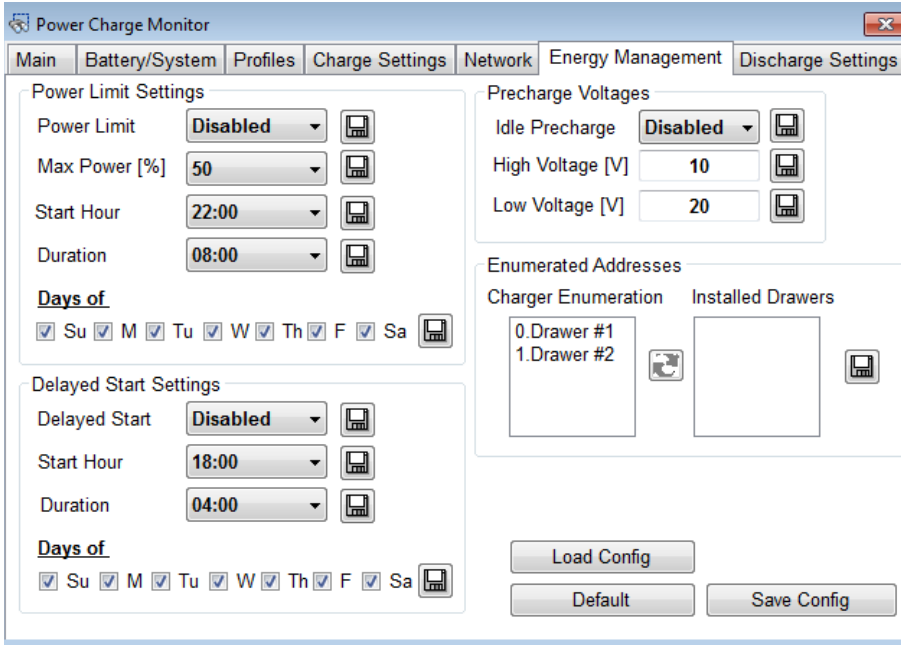 Power Charge Monitor
Main Battery/System Profiles Charge Settings Network Energy Management Discharge Settings
Power Limit Settings
Power Limit Disabled
Max Power [%] 50
Start Hour 22:00
Duration 08:00
Days of
Su M Tu W Th F Sa
Delayed Start Settings
Delayed Start Disabled
Start Hour 18:00
Duration 04:00
Days of
Su M Tu W Th F Sa
Precharge Voltages
Idle Precharge Disabled
High Voltage [V] 10
Low Voltage [V] 20
Enumerated Addresses
Charger Enumeration Installed Drawers
0.Drawer #1
1.Drawer #2
Load Config
Default Save Config